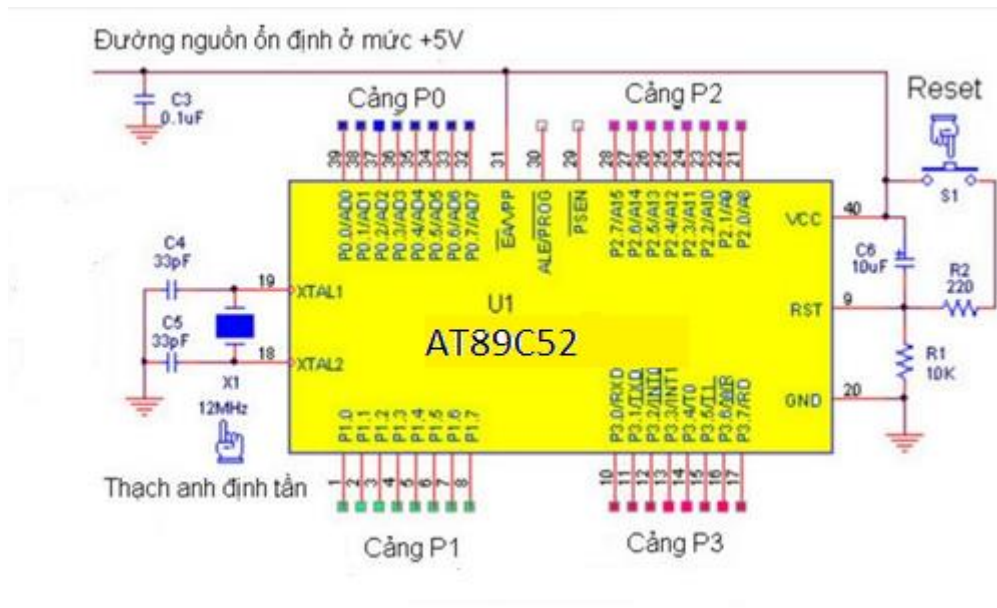 Đường nguồn ổn định ở mức +5V
C3
0.1uF
Cảng P0
Cảng P2
Reset
39
38
37
36
35
34
33
32
31
30
29
28
27
26
25
24
23
22
21
S1
P0.0/AD0
P0.1/AD1
P0.2/AD2
P0.3/AD3
P0.4/AD4
P0.5/AD5
P0.6/AD6
P0.7/AD7
EA/VPP
ALE/PROG
PSEN
P2.7/A15
P2.6/A14
P2.5/A13
P2.4/A12
P2.3/A11
P2.2/A10
P2.1/A9
P2.0/A8
VCC
40
C6
10uF
R2
220
C4
33pF
19
XTAL1
U1
RST
9
C5
33pF
18
XTAL2
AT89C52
R1
10K
X1
12MHz
GND
20
P1.0
P1.1
P1.2
P1.3
P1.4
P1.5
P1.6
P1.7
P3.0/RXD
P3.1/TXD
P3.2/INT0
P3.3/INT1
P3.4/T0
P3.5/T1
P3.6/WR
P3.7/RD
Thạch anh định tần
1
2
3
4
5
6
7
8
10
11
12
13
14
15
16
17
Cảng P1
Cảng P3